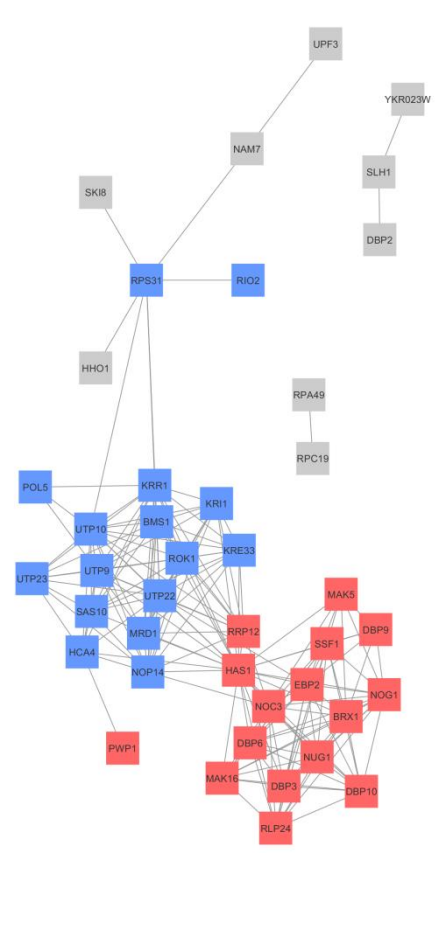 UPF3
YKR023W
NAM7
SLH1
SKI8
DBP2
RPS31
RIO2
HHO1
RPA49
RPC19
POL5
KRR1
KRI1
UTP10
BMS1
KRE33
ROK1
UTP9
UTP23
UTP22
MAK5
SAS10
DBP9
RRP12
MRD1
SSF1
HCA4
HAS1
NOP14
EBP2
NOG1
NOC3
BRX1
DBP6
PWP1
NUG1
MAK16
DBP3
DBP10
RLP24